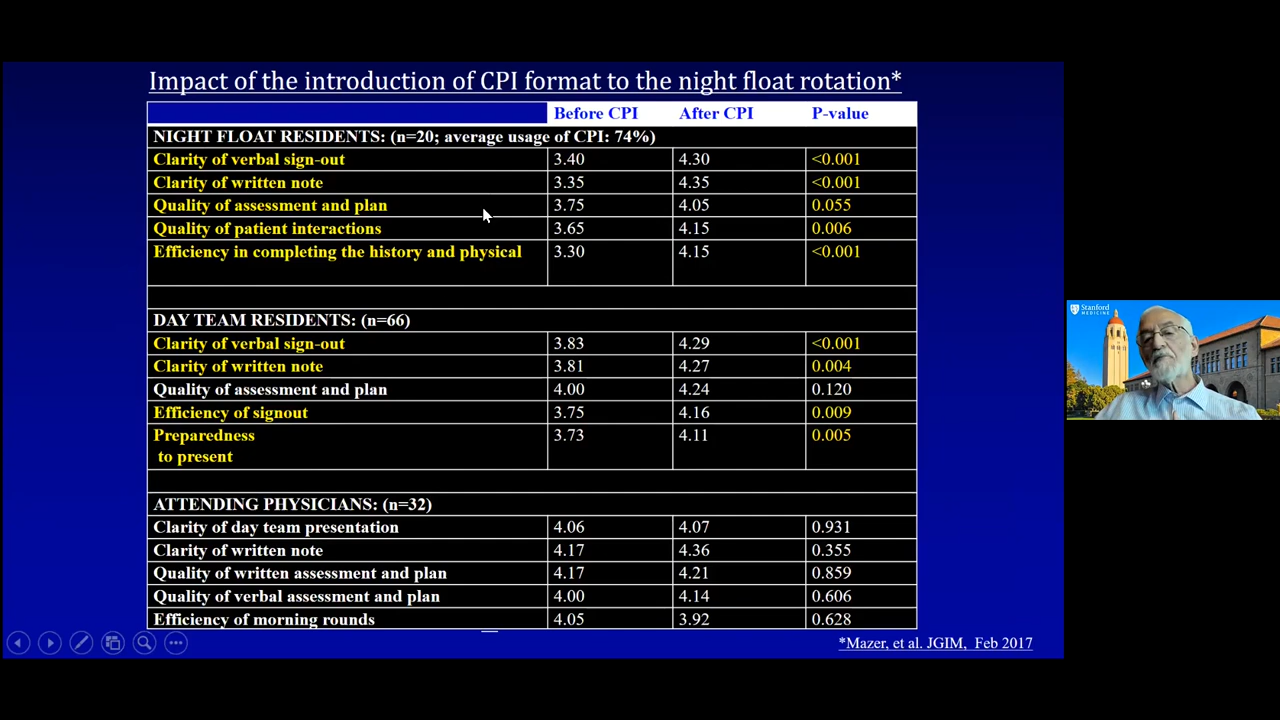 Impact of the introduction of CPI format to the night float rotation*
Before CPI After CPI P-value
NIGHT FLOAT RESIDENTS: (n=20; average usage of CPI: 74%)
Clarity of verbal sign-out 3.40 4.30 <0.001
Clarity of written note 3.35 4.35 <0.001
Quality of assessment and plan 3.75 4.05 0.055
Quality of patient interactions 3.65 4.15 0.006
Efficiency in completing the history and physical 3.30 4.15 <0.001
DAY TEAM RESIDENTS: (n=66)
Clarity of verbal sign-out 3.83 4.29 <0.001
Clarity of written note 3.81 4.27 0.004
Quality of assessment and plan 4.00 4.24 0.120
Efficiency of signout 3.75 4.16 0.009
Preparedness 3.73 4.11 0.005
to present
ATTENDING PHYSICIANS: (n=32)
Clarity of day team presentation 4.06 4.07 0.931
Clarity of written note 4.17 4.36 0.355
Quality of written assessment and plan 4.17 4.21 0.859
Quality of verbal assessment and plan 4.00 4.14 0.606
Efficiency of morning rounds 4.05 3.92 0.628
*Mazer, et al. JGIM, Feb 2017
Stanford
MEDICINE